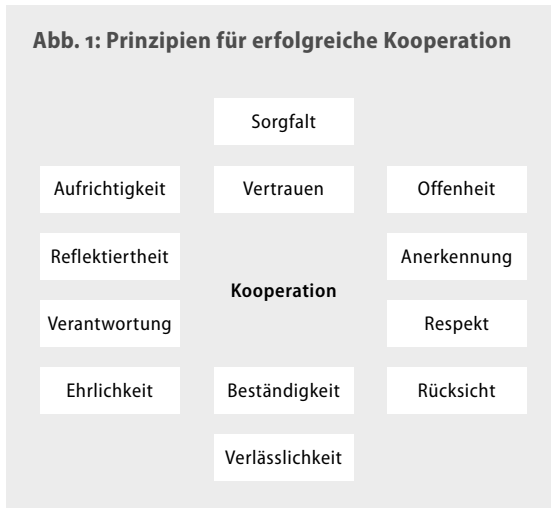 Abb. 1: Prinzipien für erfolgreiche Kooperation
Sorgfalt
Aufrichtigkeit
Vertrauen
Offenheit
Reflektiertheit
Anerkennung
Kooperation
Verantwortung
Respekt
Ehrlichkeit
Beständigkeit
Rücksicht
Verlässlichkeit